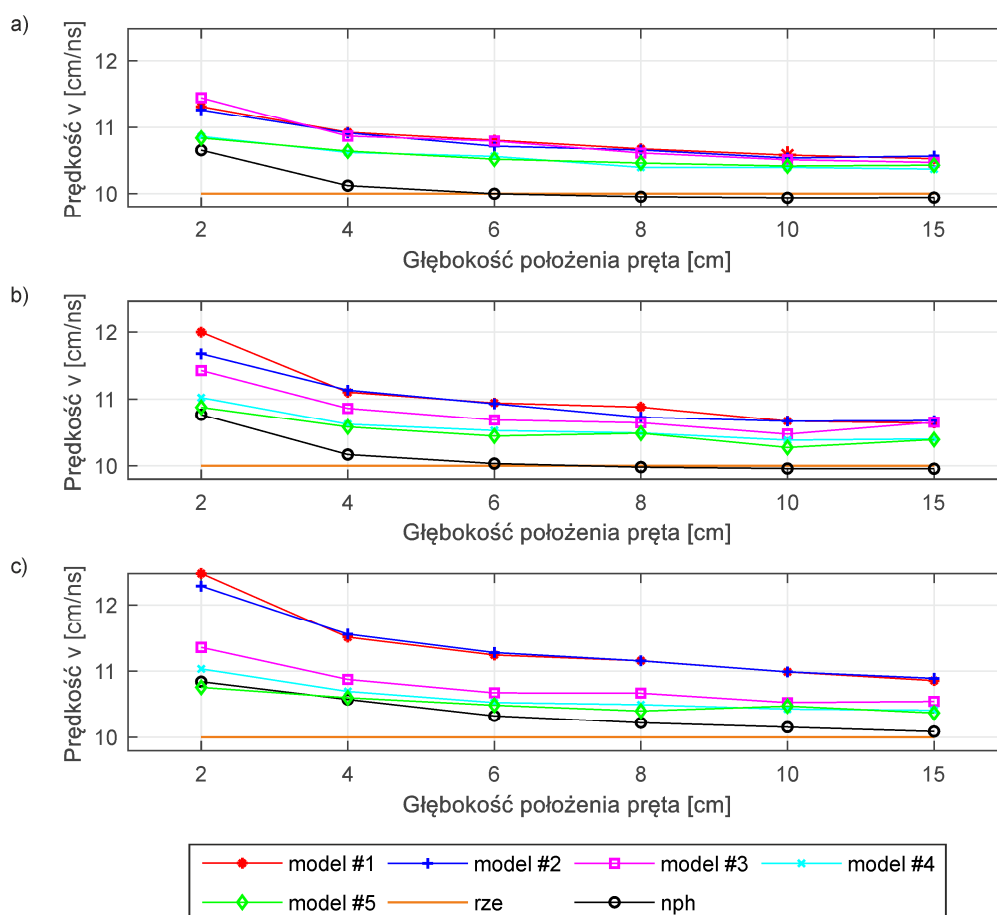 a)
Prędkość v [cm/ns]
12
11
10
2 4 6 8 10 15
Głębokość położenia pręta [cm]
b)
Prędkość v [cm/ns]
12
11
10
2 4 6 8 10 15
Głębokość położenia pręta [cm]
c)
Prędkość v [cm/ns]
12
11
10
2 4 6 8 10 15
Głębokość położenia pręta [cm]
model #1 model #2 model #3 model #4
model #5 rze nph